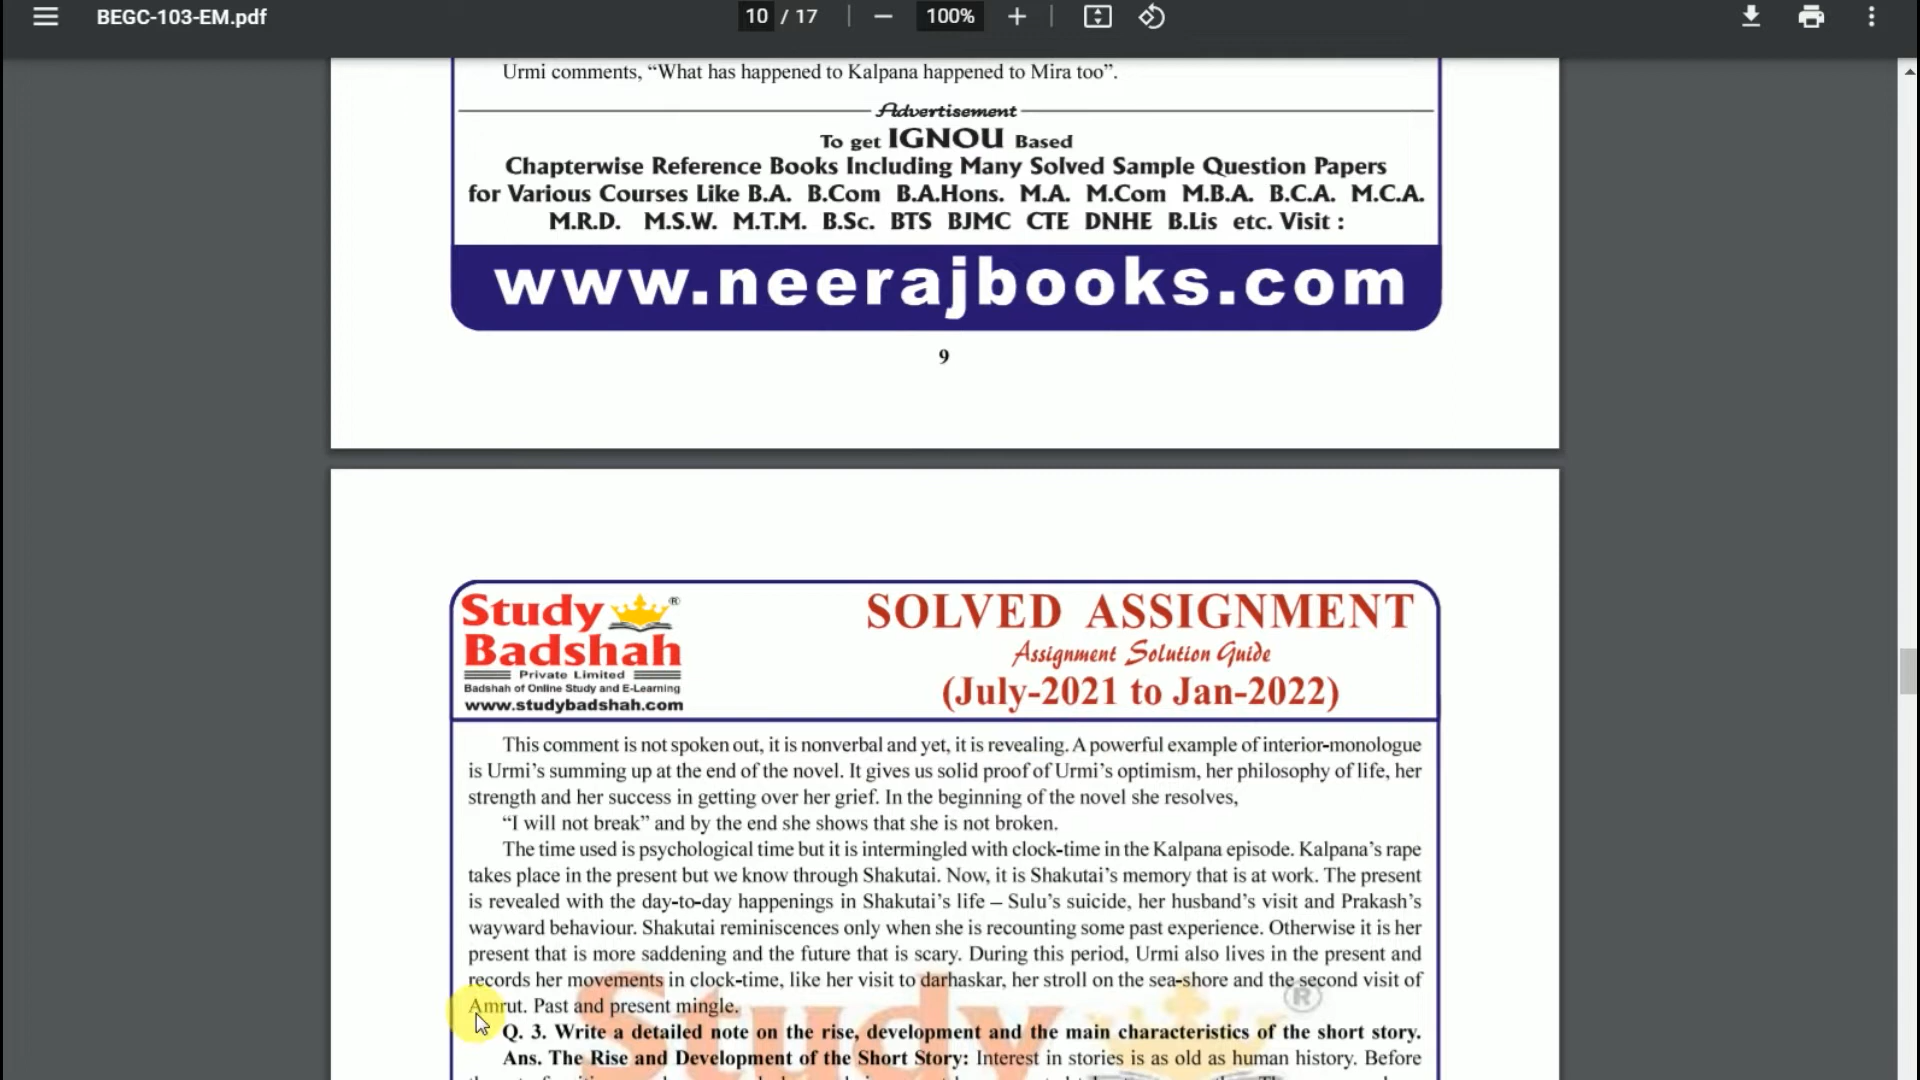 BEGC-103-EM.pdf
10 / 17
100%
Urmi comments, “What has happened to Kalpana happened to Mira too”.
Advertisement
To get IGNOU Based
Chapterwise Reference Books Including Many Solved Sample Question Papers
for Various Courses Like B.A. B.Com B.A.Hons. M.A. M.Com M.B.A. B.C.A. M.C.A.
M.R.D. M.S.W. M.T.M. B.Sc. BTS BJMC CTE DNHE B.Lis etc. Visit :
www.neerajbooks.com
9
Study ®
Badshah
Private Limited
Badshah of Online Study and E-Learning
www.studybadshah.com
SOLVED ASSIGNMENT
Assignment Solution Guide
(July-2021 to Jan-2022)
This comment is not spoken out, it is nonverbal and yet, it is revealing. A powerful example of interior-monologue
is Urmi’s summing up at the end of the novel. It gives us solid proof of Urmi’s optimism, her philosophy of life, her
strength and her success in getting over her grief. In the beginning of the novel she resolves,
“I will not break” and by the end she shows that she is not broken.
The time used is psychological time but it is intermingled with clock-time in the Kalpana episode. Kalpana’s rape
takes place in the present but we know through Shakutai. Now, it is Shakutai’s memory that is at work. The present
is revealed with the day-to-day happenings in Shakutai’s life – Sulu’s suicide, her husband’s visit and Prakash’s
wayward behaviour. Shakutai reminiscences only when she is recounting some past experience. Otherwise it is her
present that is more saddening and the future that is scary. During this period, Urmi also lives in the present and
records her movements in clock-time, like her visit to darhaskar, her stroll on the sea-shore and the second visit of
Amrut. Past and present mingle.
Q. 3. Write a detailed note on the rise, development and the main characteristics of the short story.
Ans. The Rise and Development of the Short Story: Interest in stories is as old as human history. Before
Study ®